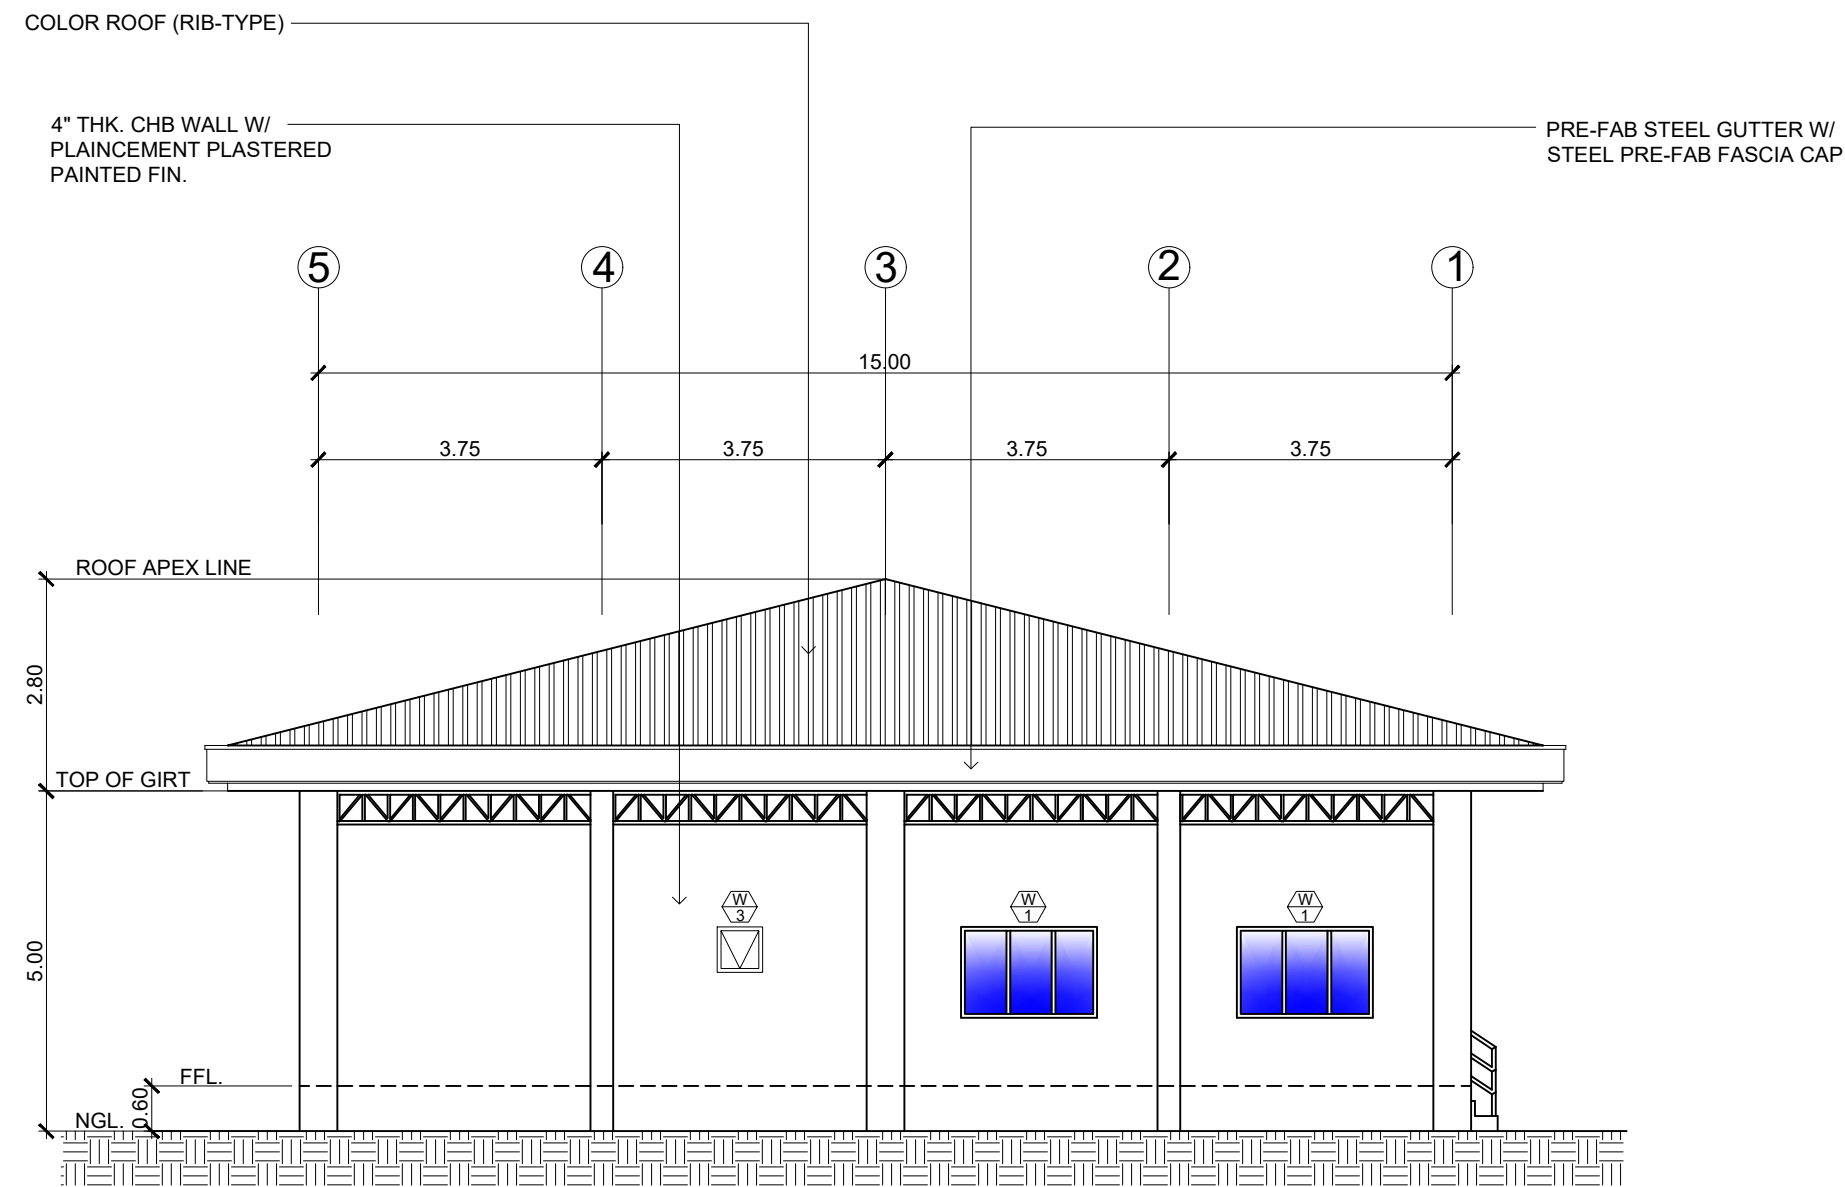 COLOR ROOF (RIB-TYPE)
4" THK. CHB WALL W/
PLAINCEMENT PLASTERED
PAINTED FIN.
PRE-FAB STEEL GUTTER W/
STEEL PRE-FAB FASCIA CAP
5
4
3
2
1
15.00
3.75
3.75
3.75
3.75
ROOF APEX LINE
2.80
TOP OF GIRT
5.00
W
3
W
1
W
1
FFL.
0.60
NGL.